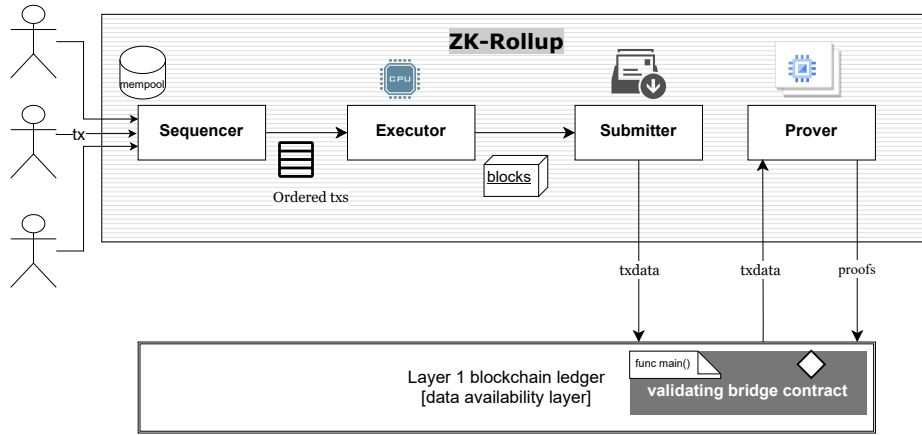 ZK-Rollup
mempool
CPU
tx
Sequencer
Executor
Submitter
Prover
Ordered txs
blocks
txdata
txdata
proofs
Layer 1 blockchain ledger
[data availability layer]
func main()
validating bridge contract